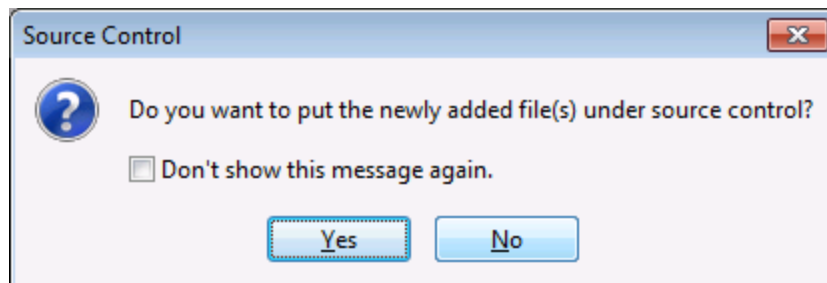 Source Control
Do you want to put the newly added file(s) under source control?
Don't show this message again.
Yes No